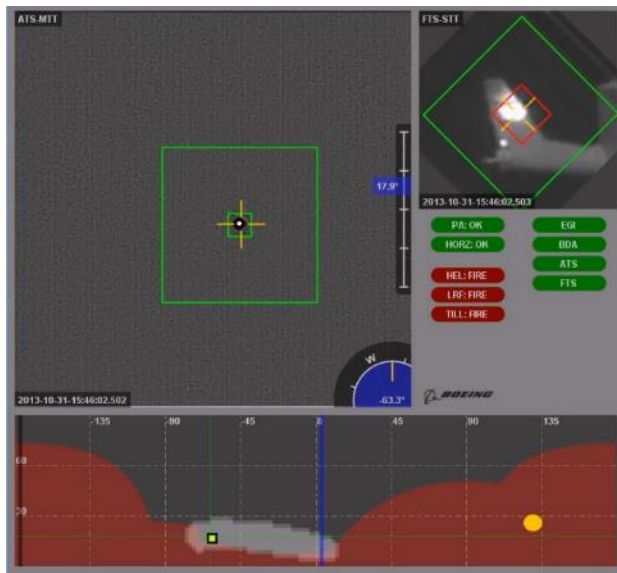 ATS-MTT
FTS-STT
17.9°
2013-10-31-15:46:02.503
PA: OK
EGI
HORZ: OK
BDA
ATS
HEL: FIRE
FTS
LRF: FIRE
TILL: FIRE
W
-63.3°
BOEING
2013-10-31-15:46:02.502
-135 -90 -45 0 45 90 135
60
30